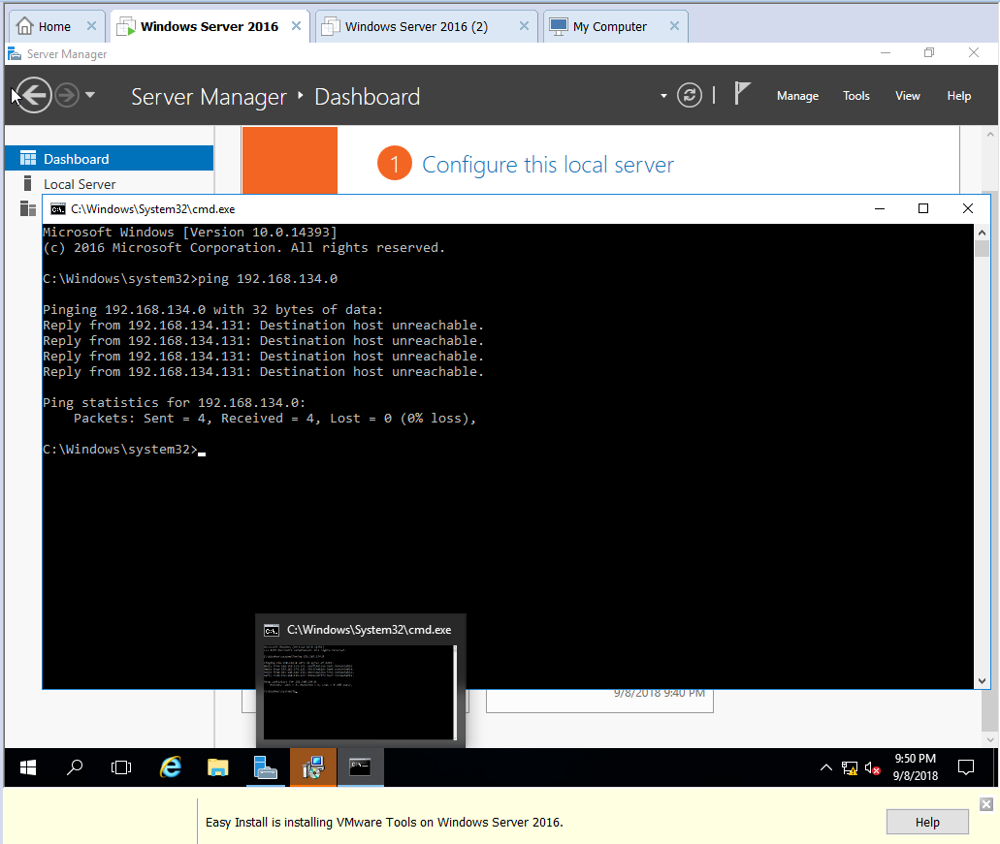 Home
Windows Server 2016
Windows Server 2016 (2)
My Computer
Server Manager
Server Manager ‣ Dashboard
Manage
Tools
View
Help
Dashboard
Local Server
1 Configure this local server
C:\Windows\System32\cmd.exe
Microsoft Windows [Version 10.0.14393]
(c) 2016 Microsoft Corporation. All rights reserved.
C:\Windows\system32>ping 192.168.134.0
Pinging 192.168.134.0 with 32 bytes of data:
Reply from 192.168.134.131: Destination host unreachable.
Reply from 192.168.134.131: Destination host unreachable.
Reply from 192.168.134.131: Destination host unreachable.
Reply from 192.168.134.131: Destination host unreachable.
Ping statistics for 192.168.134.0:
Packets: Sent = 4, Received = 4, Lost = 0 (0% loss),
C:\Windows\system32>
C:\Windows\System32\cmd.exe
9/8/2018 9:40 PM
9:50 PM
9/8/2018
Easy Install is installing VMware Tools on Windows Server 2016.
Help